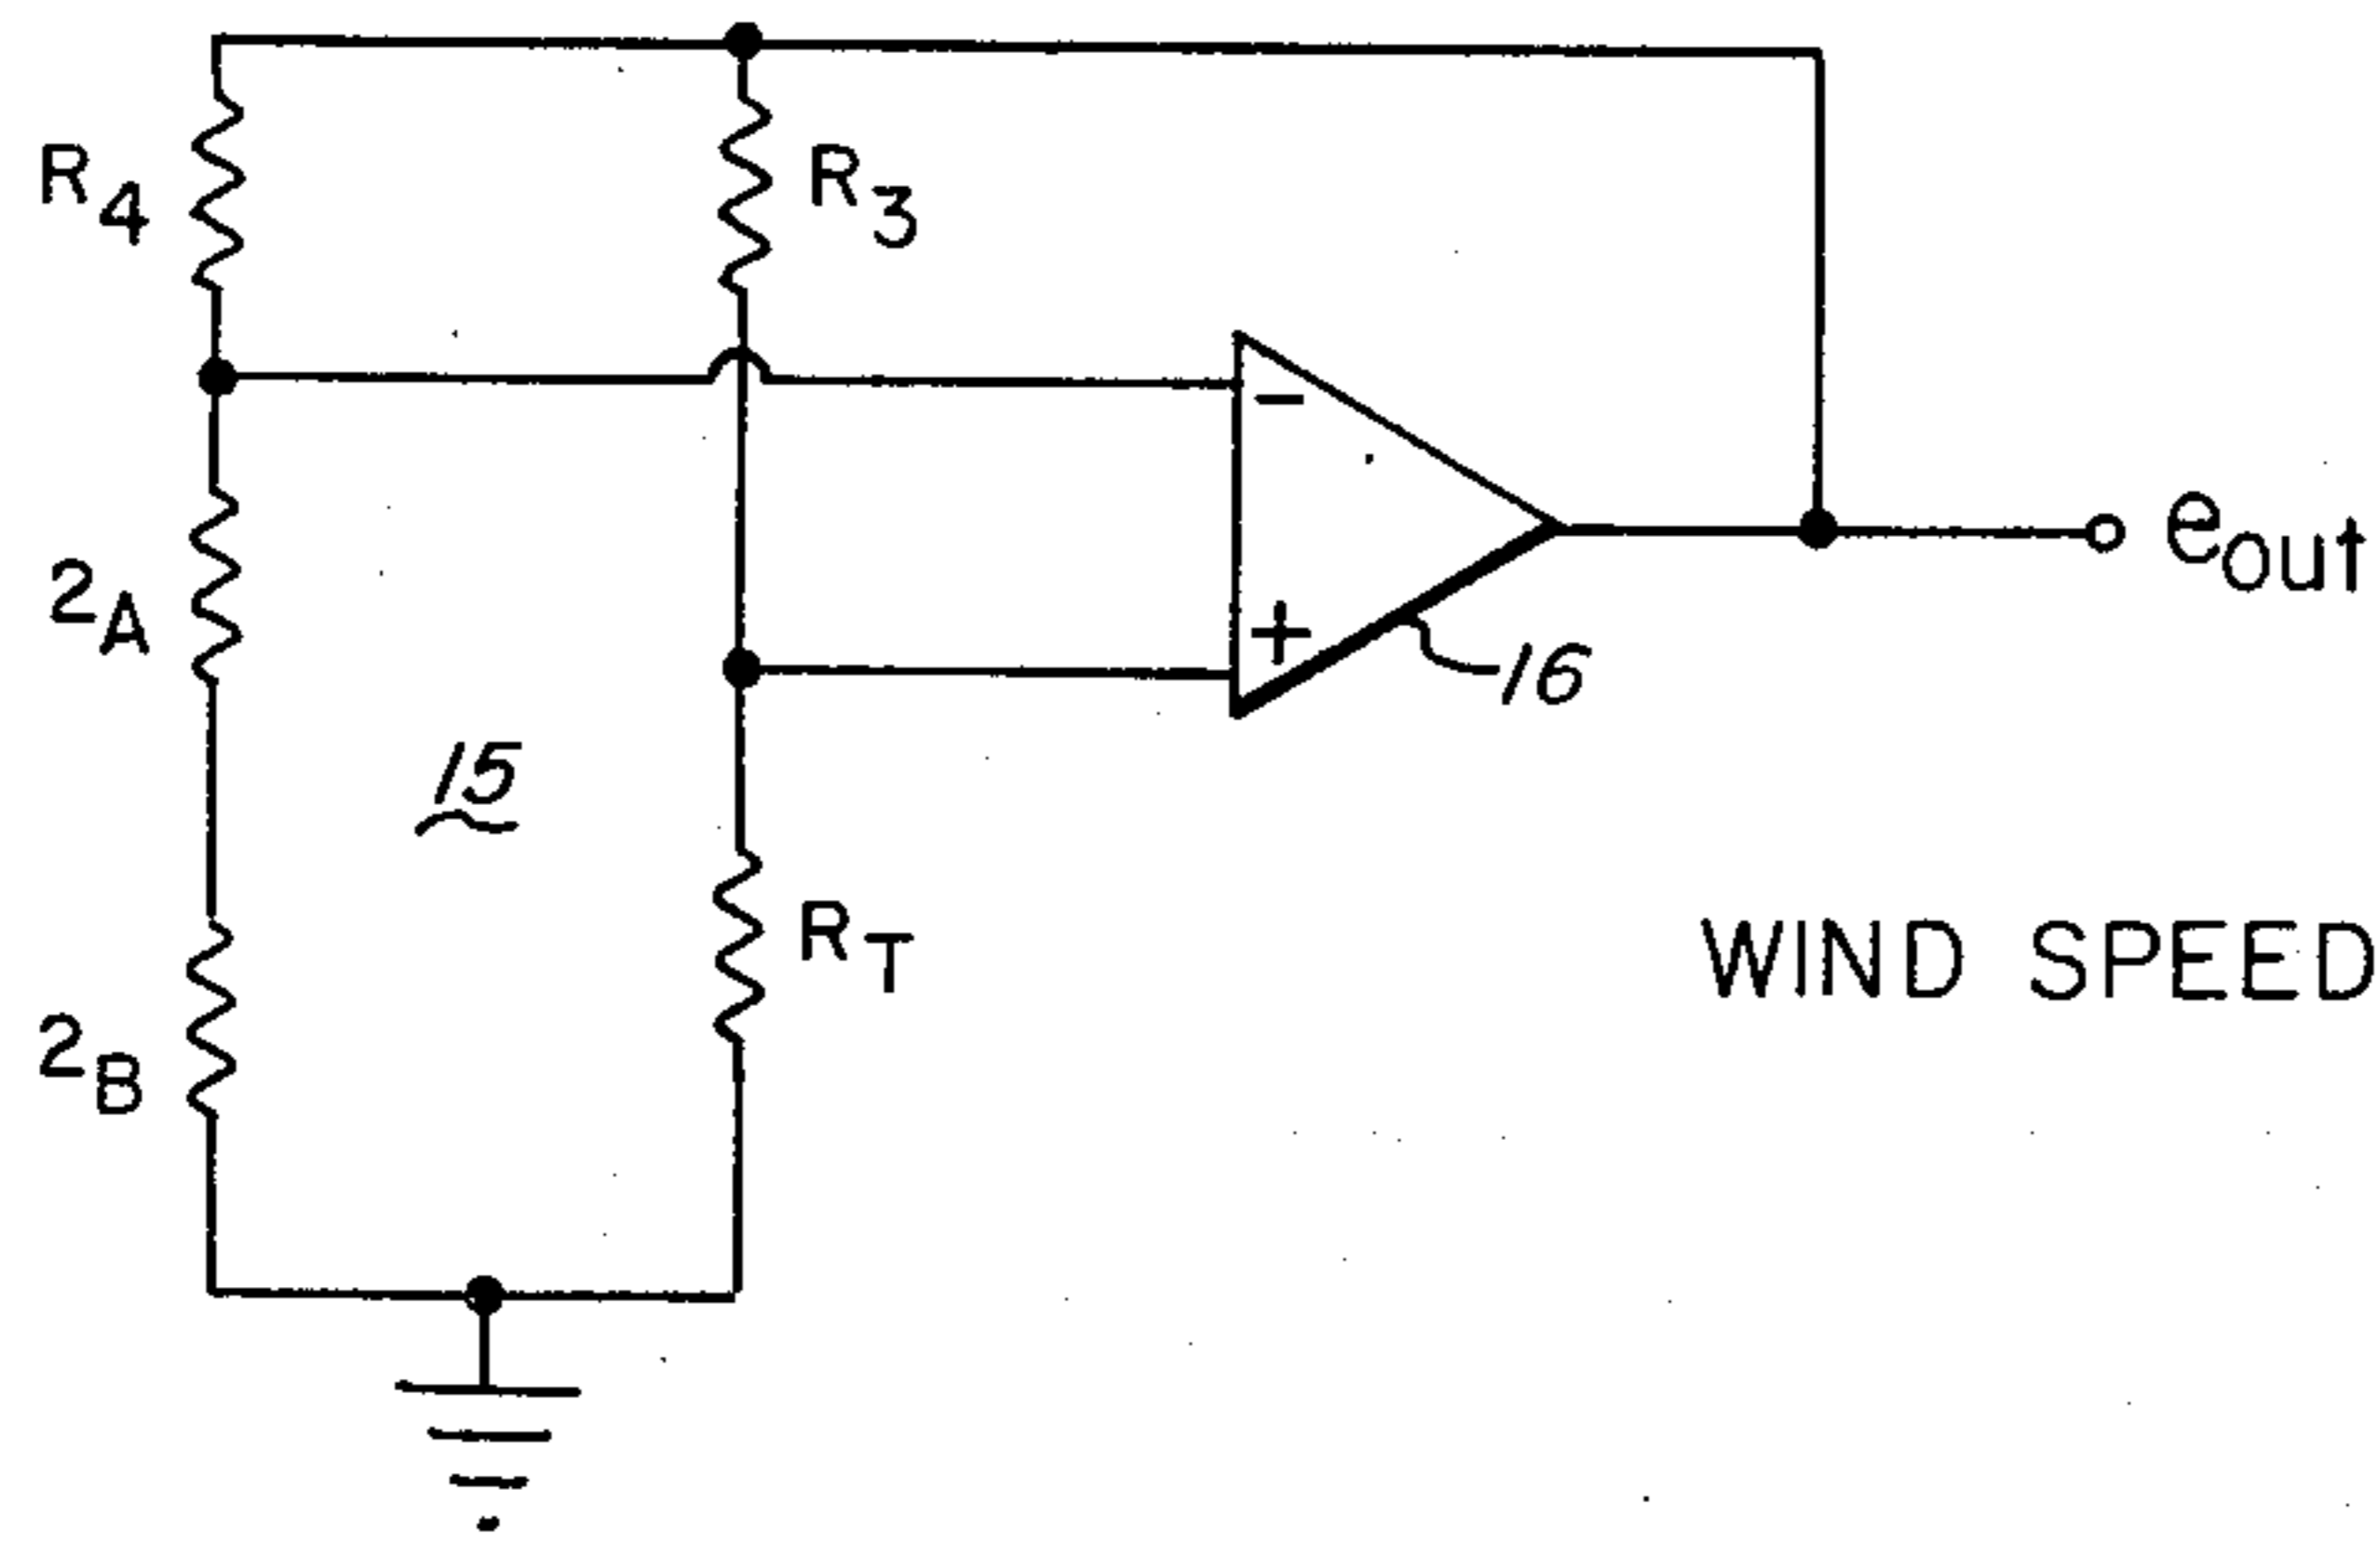 R4
R3
-
eout
2A
+
16
15
RT
WIND SPEED
2B